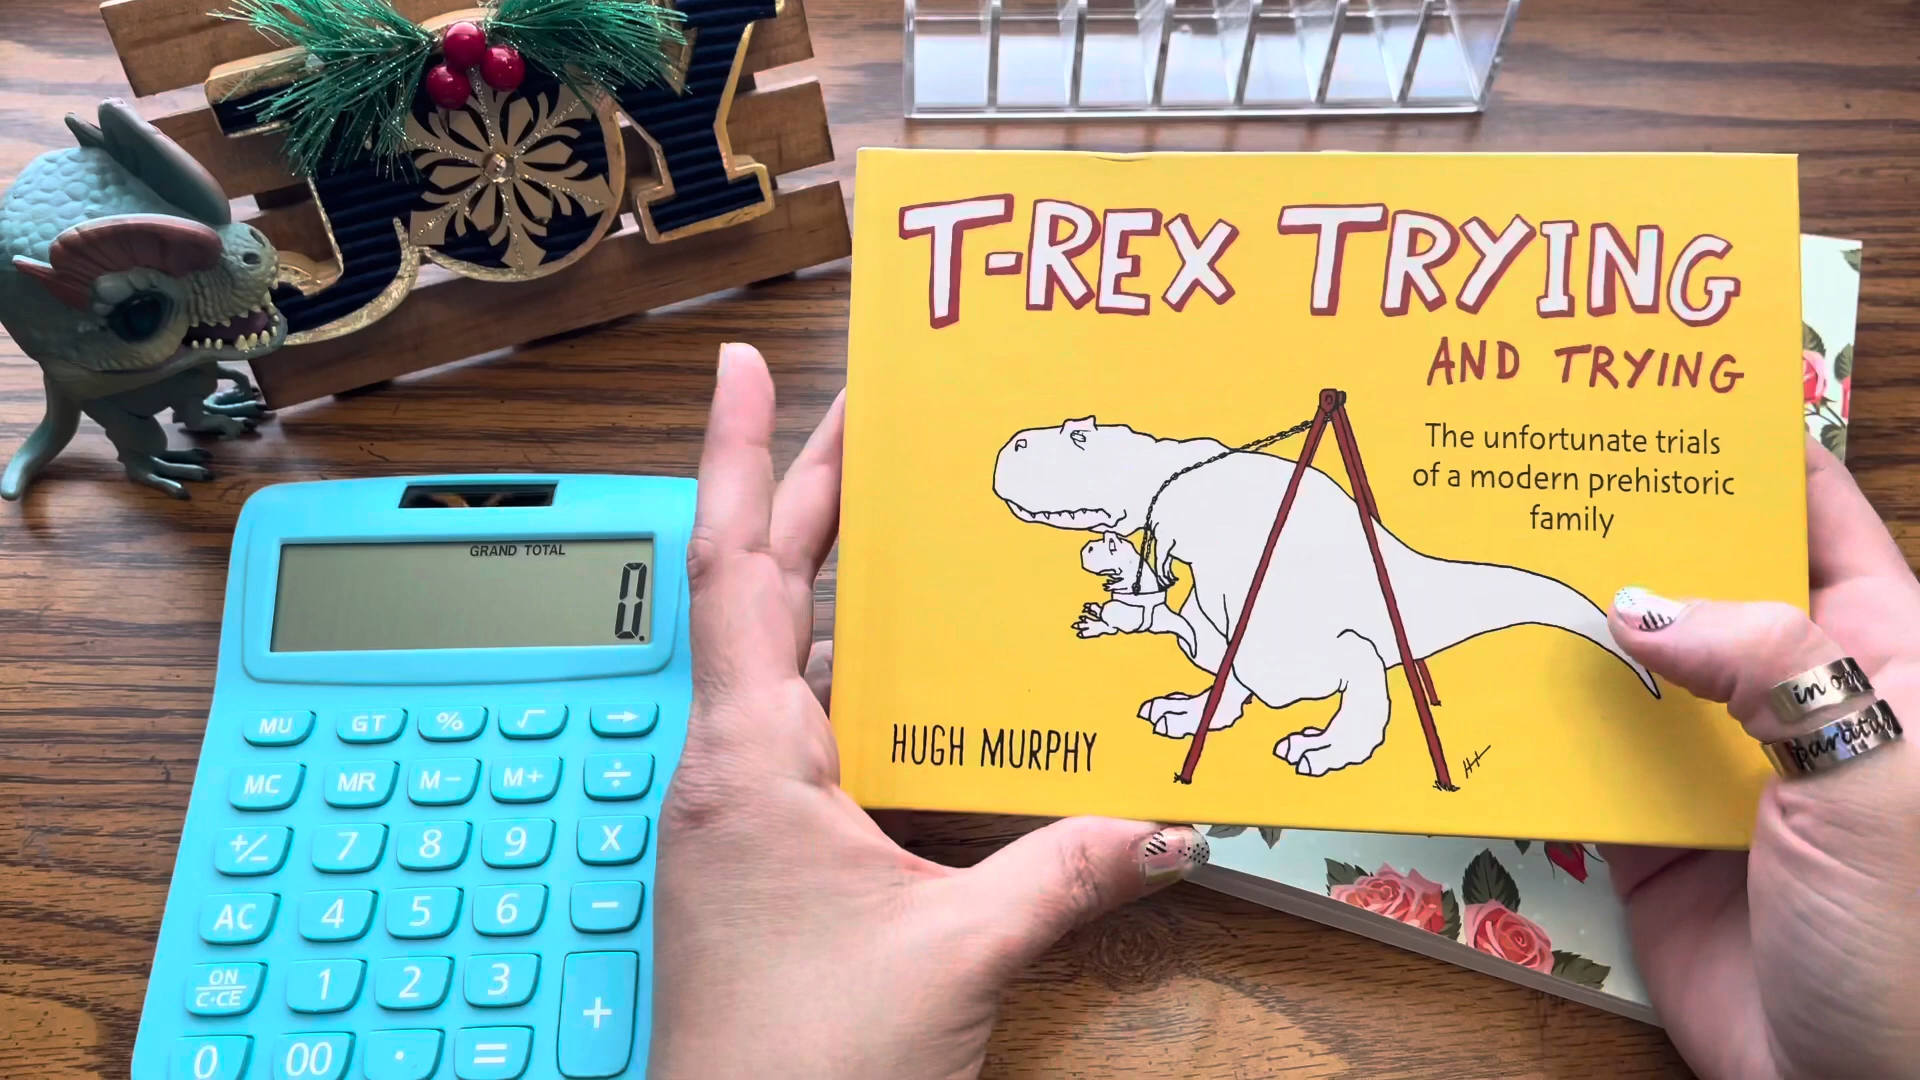 JOY
T-REX TRYING
AND TRYING
The unfortunate trials
of a modern prehistoric
family
HUGH MURPHY
GRAND TOTAL
0.
MU GT % √ →
MC MR M− M+ ÷
+/− 7 8 9 X
AC 4 5 6 −
ON
C·CE 1 2 3 +
0 00 · =
in